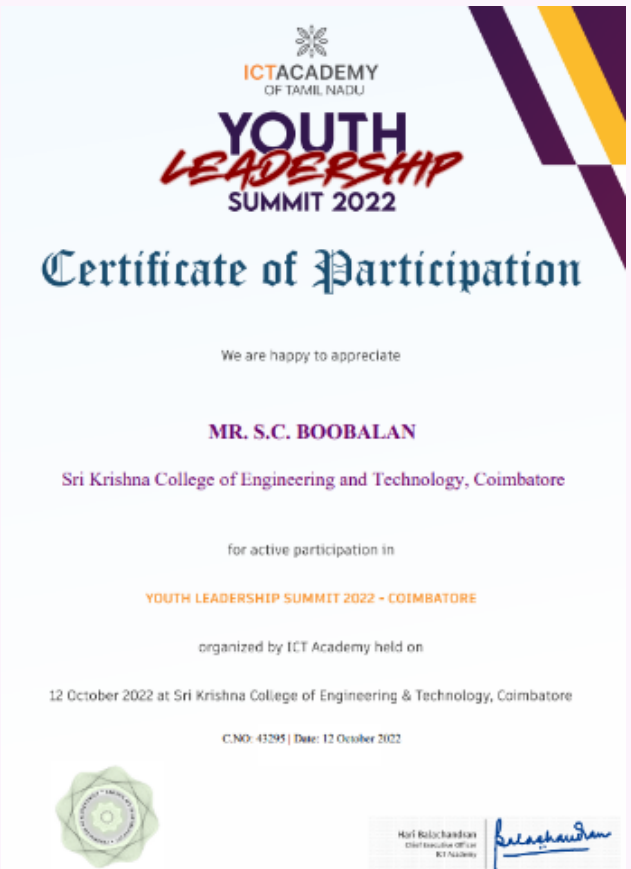 ICTACADEMY
OF TAMIL NADU
YOUTH
LEADERSHIP
SUMMIT 2022
Certificate of Participation
We are happy to appreciate
MR. S.C. BOOBALAN
Sri Krishna College of Engineering and Technology, Coimbatore
for active participation in
YOUTH LEADERSHIP SUMMIT 2022 - COIMBATORE
organized by ICT Academy held on
12 October 2022 at Sri Krishna College of Engineering & Technology, Coimbatore
C.NO: 43295 | Date: 12 October 2022
Hari Balachandran
Chief Executive Officer
ICT Academy
Balachandran